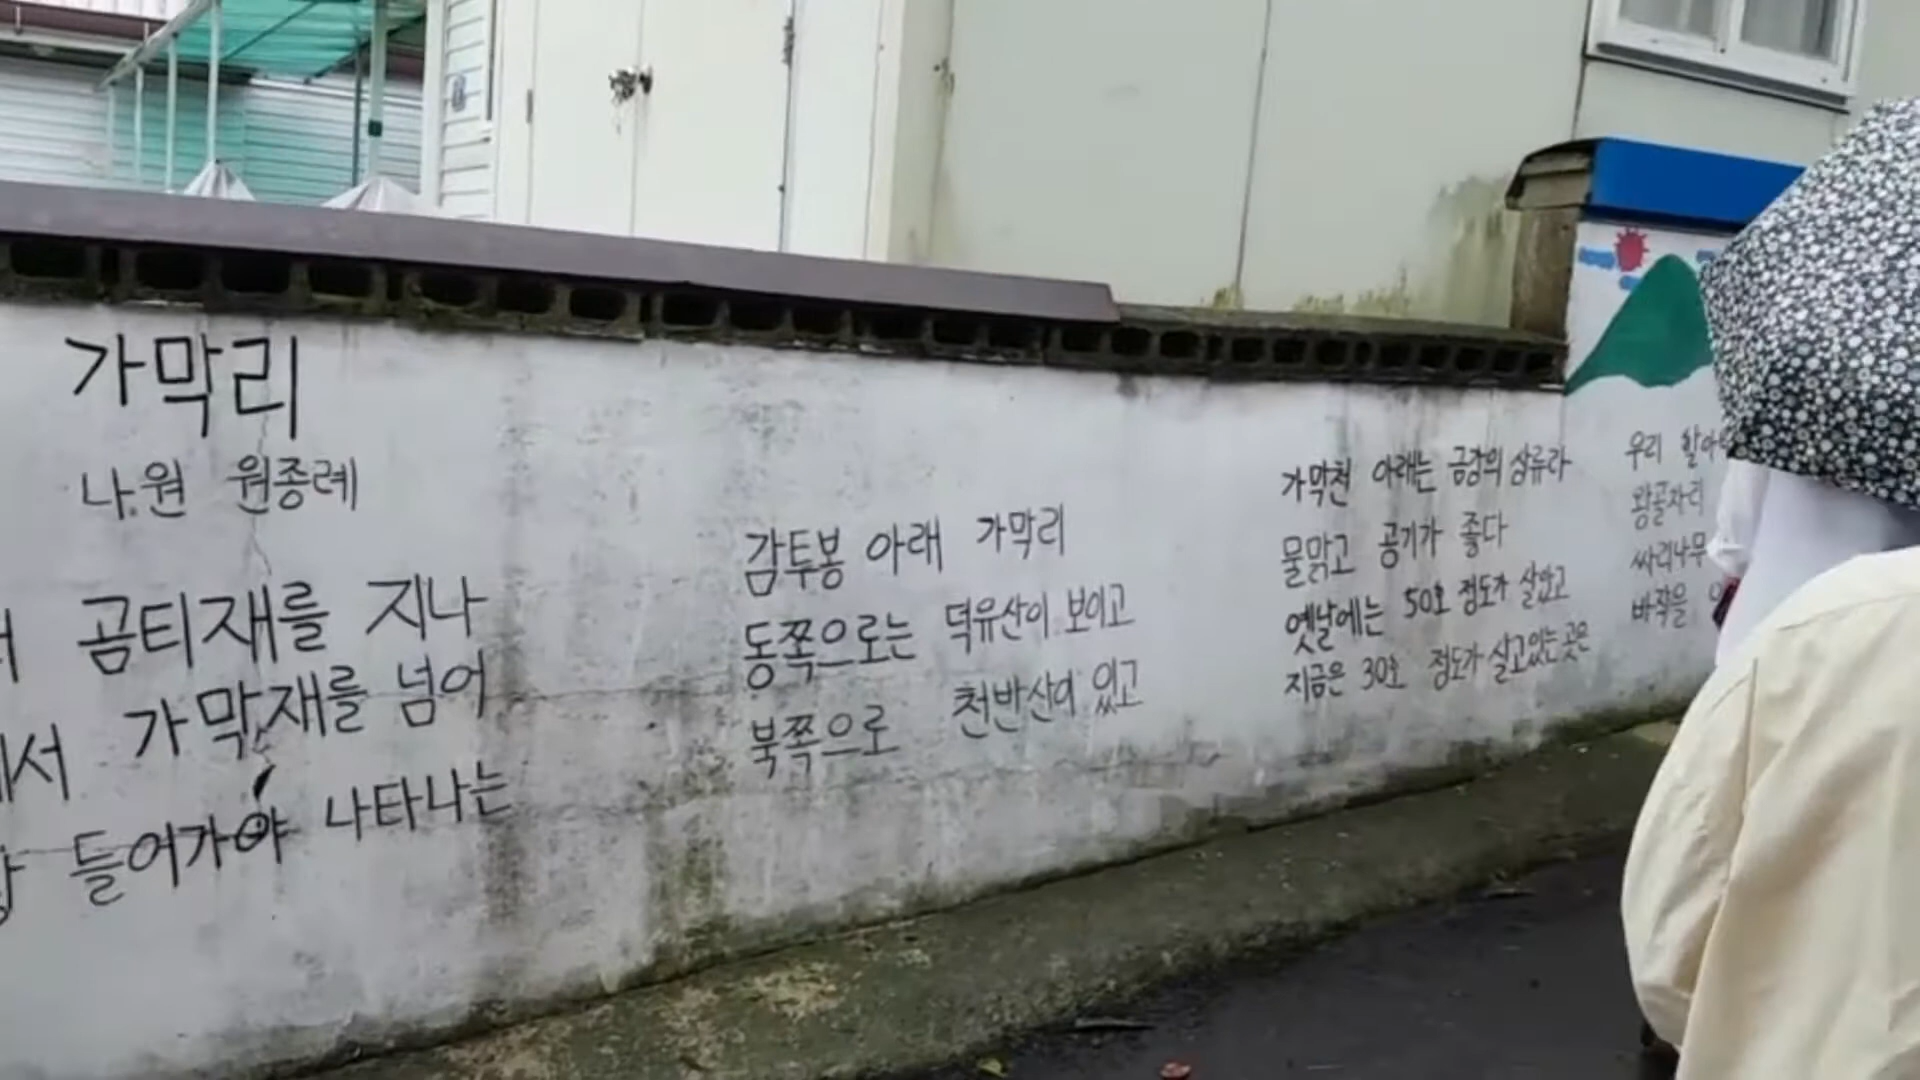 가막리
나.원 원종례
곰티재를 지나
에서 가막재를 넘어
들어가야 나타나는
감투봉 아래 가막리
동쪽으로는 덕유산이 보이고
북쪽으로 천반산이 있고
가막천 아래는 금강의 상류라
물맑고 공기가 좋다
옛날에는 50호 정도가 살았고
지금은 30호 정도가 살고있는 곳은
우리
왕골자리
싸리나무
바작을